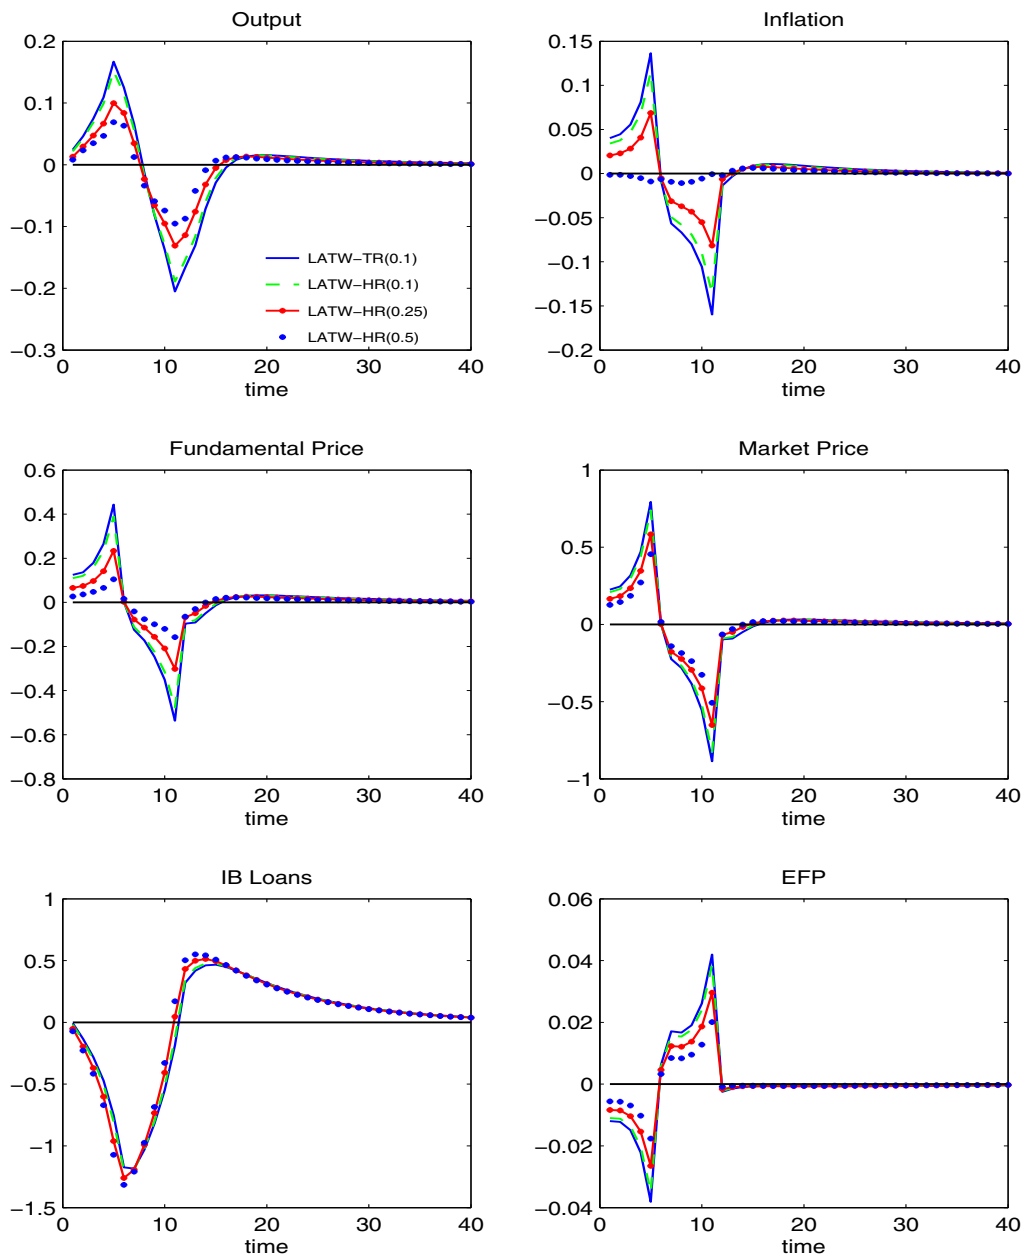 Output
0.2
0.1
0
−0.1
−0.2
−0.3
LATW−TR(0.1)
LATW−HR(0.1)
LATW−HR(0.25)
LATW−HR(0.5)
0 10 20 30 40
time
Inflation
0.15
0.1
0.05
0
−0.05
−0.1
−0.15
−0.2
0 10 20 30 40
time
Fundamental Price
0.6
0.4
0.2
0
−0.2
−0.4
−0.6
−0.8
0 10 20 30 40
time
Market Price
1
0.5
0
−0.5
−1
0 10 20 30 40
time
IB Loans
1
0.5
0
−0.5
−1
−1.5
0 10 20 30 40
time
EFP
0.06
0.04
0.02
0
−0.02
−0.04
0 10 20 30 40
time